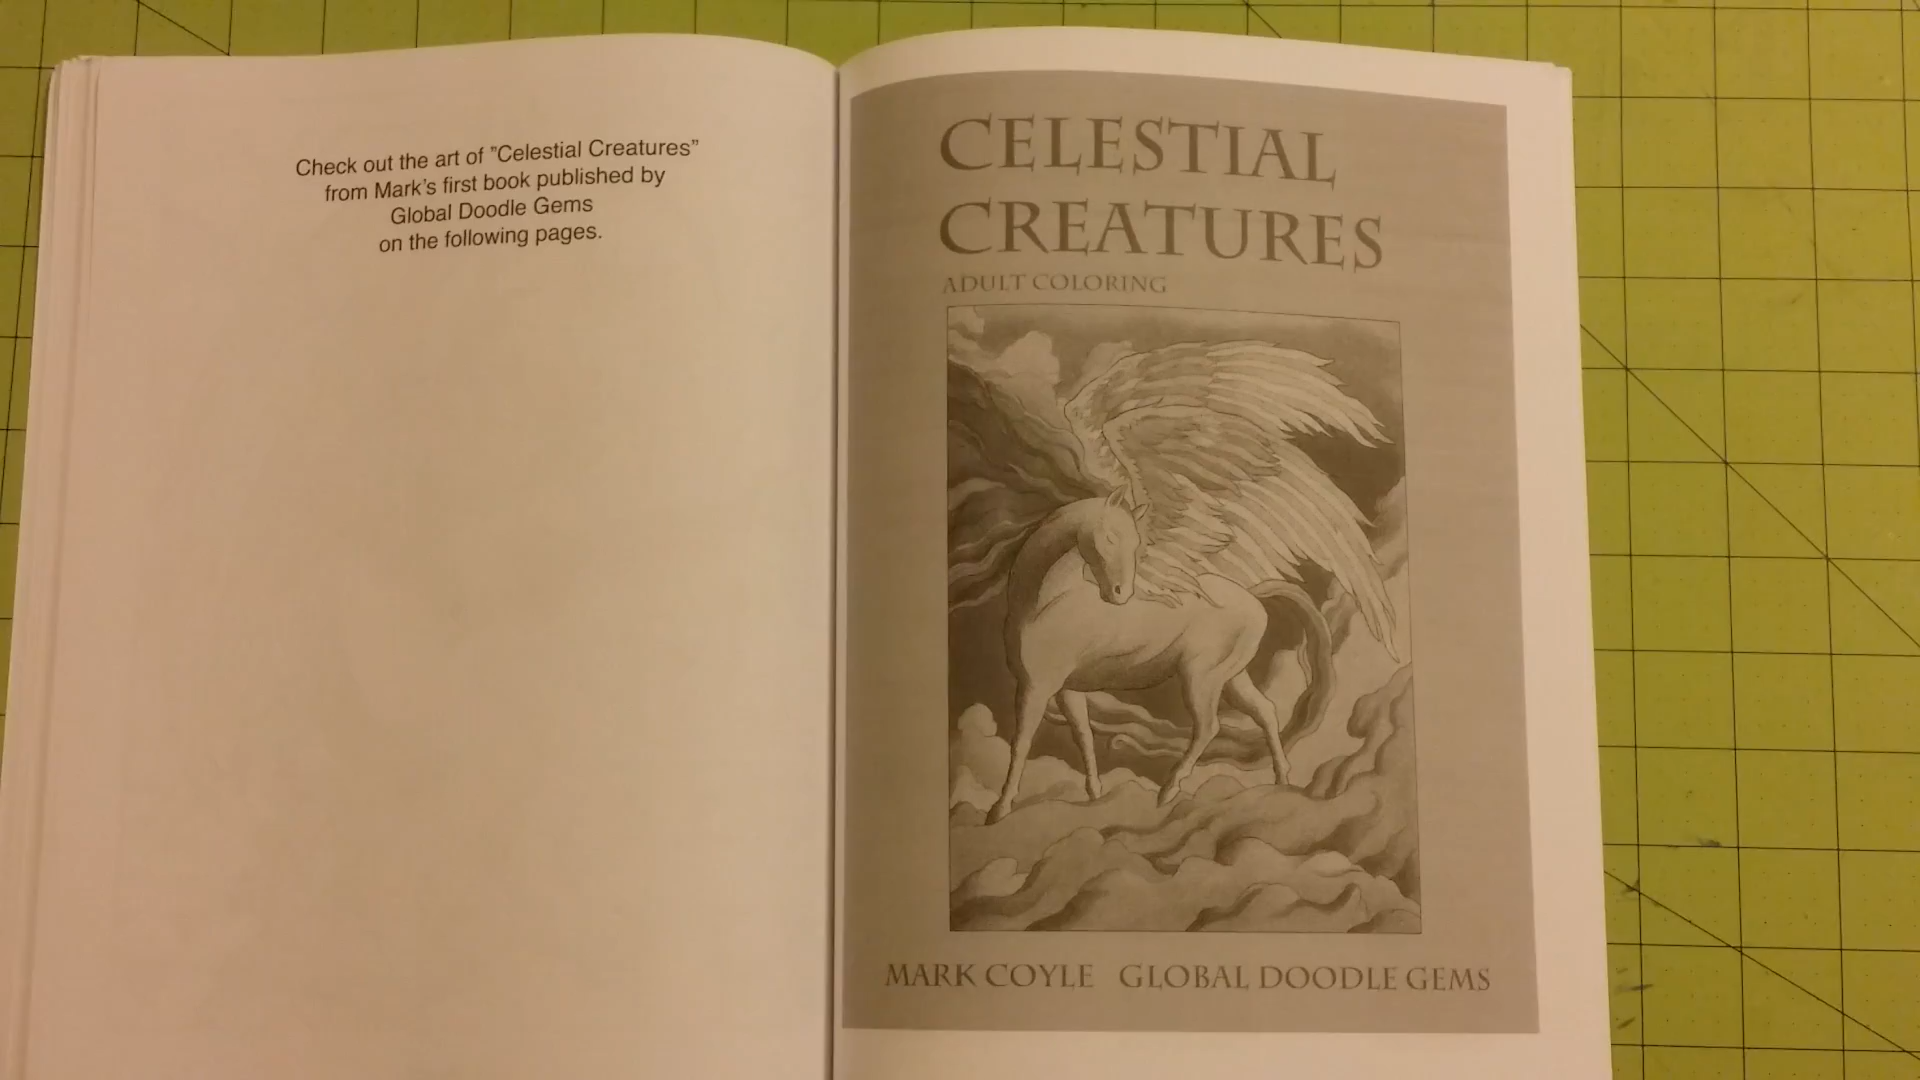 Check out the art of "Celestial Creatures”
from Mark’s first book published by
Global Doodle Gems
on the following pages.
CELESTIAL
CREATURES
ADULT COLORING
MARK COYLE GLOBAL DOODLE GEMS